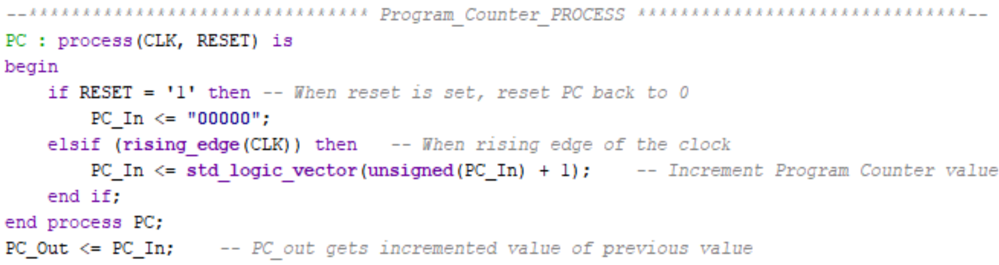 --******************************** Program_Counter_PROCESS *******************************--
PC : process(CLK, RESET) is
begin
    if RESET = '1' then -- When reset is set, reset PC back to 0
        PC_In <= "00000";
    elsif (rising_edge(CLK)) then   -- When rising edge of the clock
        PC_In <= std_logic_vector(unsigned(PC_In) + 1);    -- Increment Program Counter value
    end if;
end process PC;
PC_Out <= PC_In;    -- PC_out gets incremented value of previous value